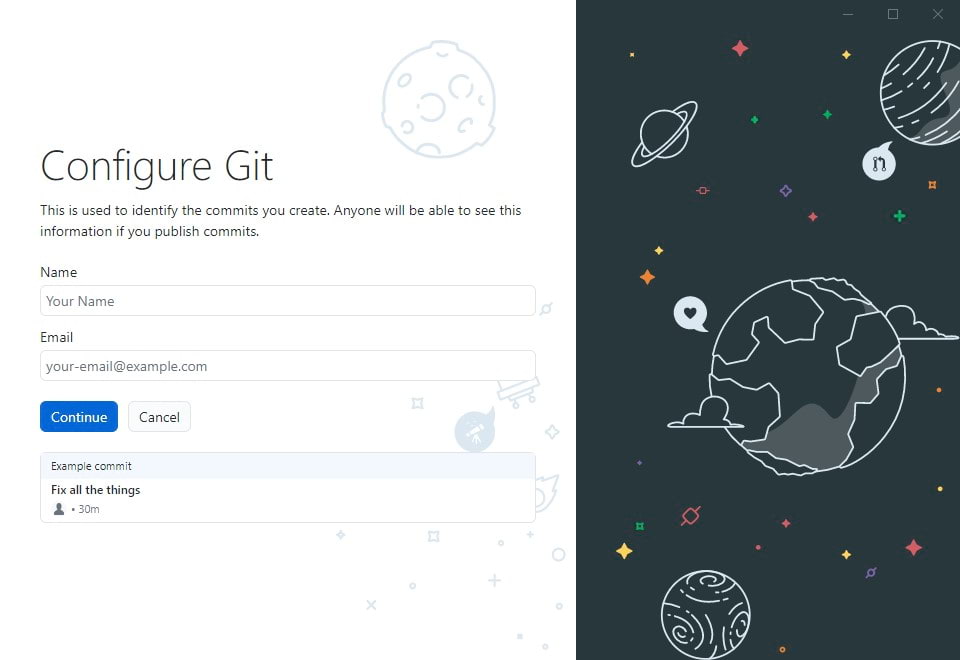 Configure Git
This is used to identify the commits you create. Anyone will be able to see this
information if you publish commits.
Name
Your Name
Email
your-email@example.com
Continue Cancel
Example commit
Fix all the things
• 30m